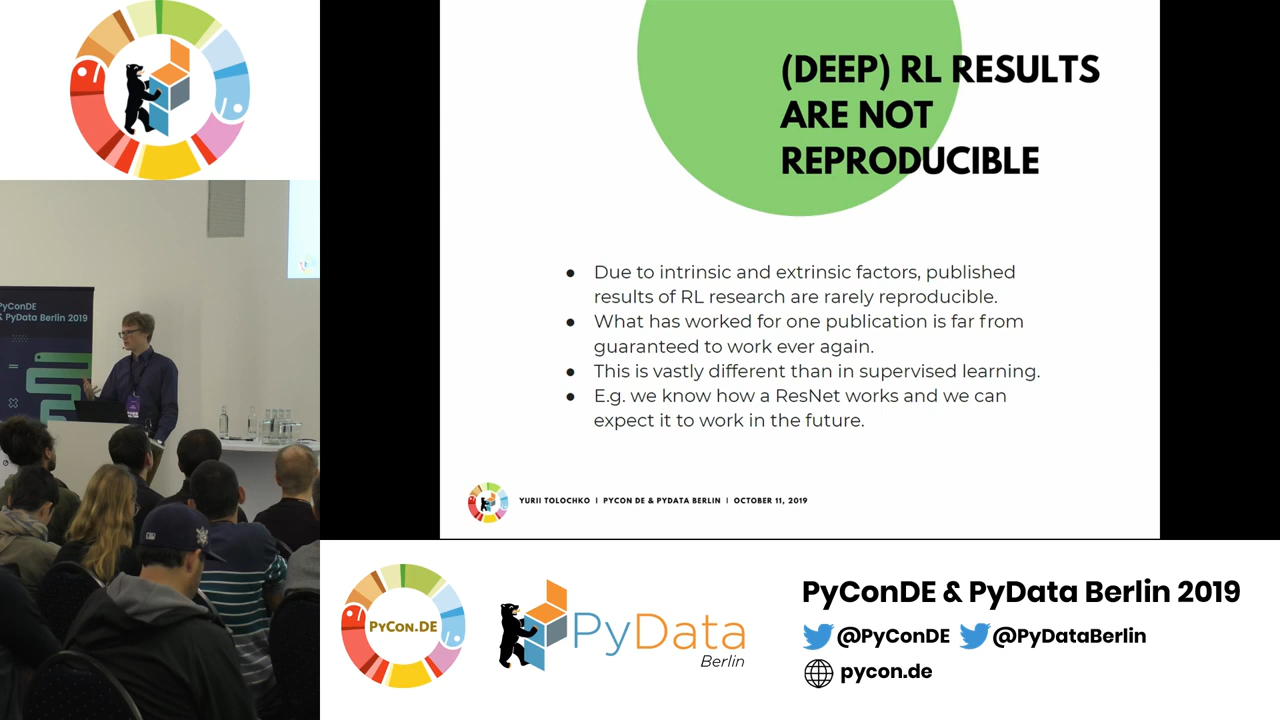 (DEEP) RL RESULTS
ARE NOT
REPRODUCIBLE
● Due to intrinsic and extrinsic factors, published
results of RL research are rarely reproducible.
● What has worked for one publication is far from
guaranteed to work ever again.
● This is vastly different than in supervised learning.
● E.g. we know how a ResNet works and we can
expect it to work in the future.
YURII TOLOCHKO | PYCON DE & PYDATA BERLIN | OCTOBER 11, 2019
PyConDE
& PyData Berlin 2019
PYCON.DE
PyData
Berlin
PyConDE & PyData Berlin 2019
@PyConDE @PyDataBerlin
pycon.de